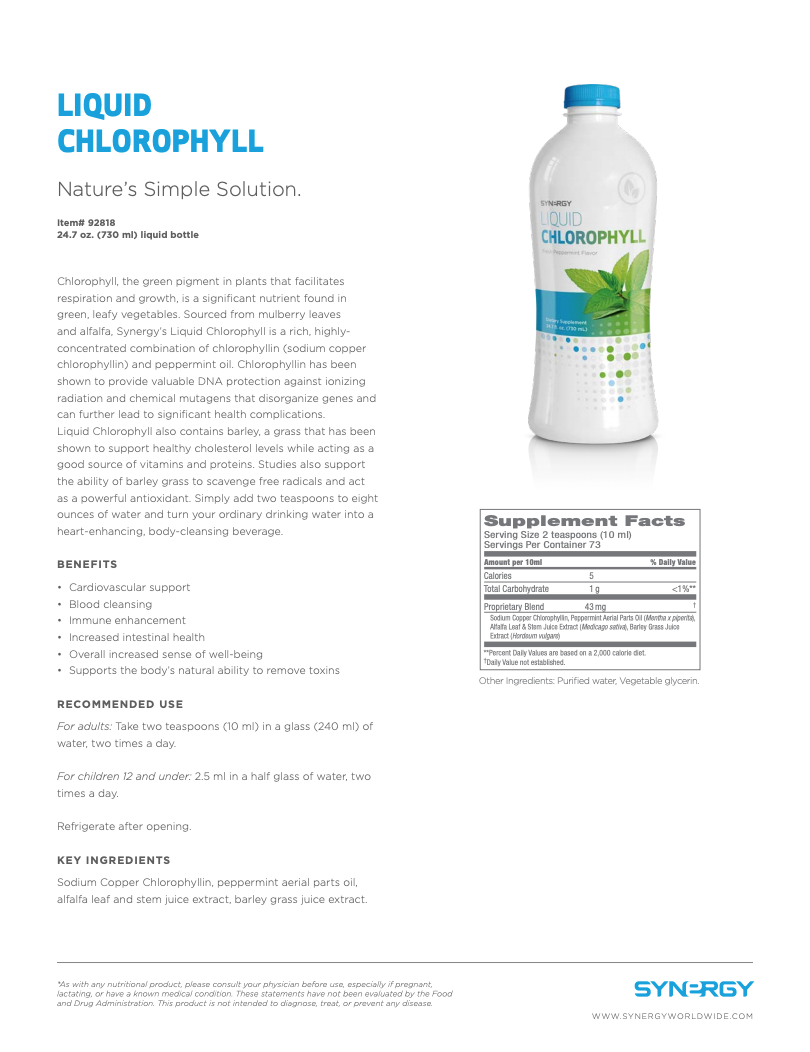 LIQUID
CHLOROPHYLL
Nature's Simple Solution.
Item# 92818
24.7 oz. (730 ml) liquid bottle
Chlorophyll, the green pigment in plants that facilitates
respiration and growth, is a significant nutrient found in
green, leafy vegetables. Sourced from mulberry leaves
and alfalfa, Synergy's Liquid Chlorophyll is a rich, highly-
concentrated combination of chlorophyllin (sodium copper
chlorophyllin) and peppermint oil. Chlorophyllin has been
shown to provide valuable DNA protection against ionizing
radiation and chemical mutagens that disorganize genes and
can further lead to significant health complications.
Liquid Chlorophyll also contains barley, a grass that has been
shown to support healthy cholesterol levels while acting as a
good source of vitamins and proteins. Studies also support
the ability of barley grass to scavenge free radicals and act
as a powerful antioxidant. Simply add two teaspoons to eight
ounces of water and turn your ordinary drinking water into a
heart-enhancing, body-cleansing beverage.
BENEFITS
• Cardiovascular support
• Blood cleansing
• Immune enhancement
• Increased intestinal health
• Overall increased sense of well-being
• Supports the body's natural ability to remove toxins
RECOMMENDED USE
For adults: Take two teaspoons (10 ml) in a glass (240 ml) of
water, two times a day.
For children 12 and under: 2.5 ml in a half glass of water, two
times a day.
Refrigerate after opening.
KEY INGREDIENTS
Sodium Copper Chlorophyllin, peppermint aerial parts oil,
alfalfa leaf and stem juice extract, barley grass juice extract.
SYNERGY
LIQUID
CHLOROPHYLL
Peppermint Flavor
Dietary Supplement
24.7 fl. oz. (730 mL)
Supplement Facts
Serving Size 2 teaspoons (10 ml)
Servings Per Container 73
Amount per 10ml % Daily Value
Calories 5
Total Carbohydrate 1 g <1%**
Proprietary Blend 43 mg †
Sodium Copper Chlorophyllin, Peppermint Aerial Parts Oil (Mentha x piperita),
Alfalfa Leaf & Stem Juice Extract (Medicago sativa), Barley Grass Juice
Extract (Hordeum vulgare)
**Percent Daily Values are based on a 2,000 calorie diet.
†Daily Value not established.
Other Ingredients: Purified water, Vegetable glycerin.
*As with any nutritional product, please consult your physician before use, especially if pregnant,
lactating, or have a known medical condition. These statements have not been evaluated by the Food
and Drug Administration. This product is not intended to diagnose, treat, or prevent any disease.
SYNERGY
WWW.SYNERGYWORLDWIDE.COM